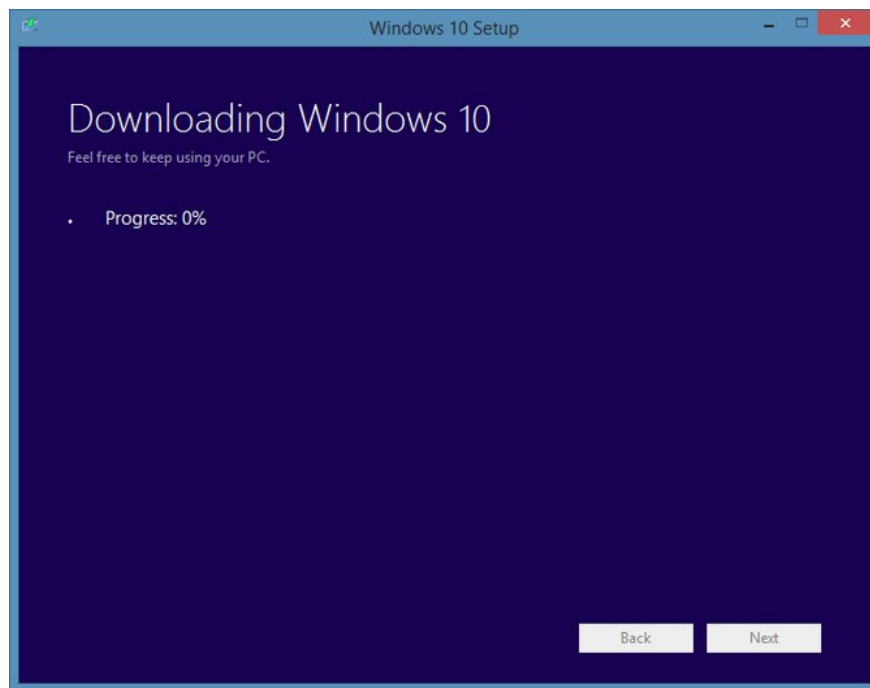 Windows 10 Setup
Downloading Windows 10
Feel free to keep using your PC.
Progress: 0%
Back Next